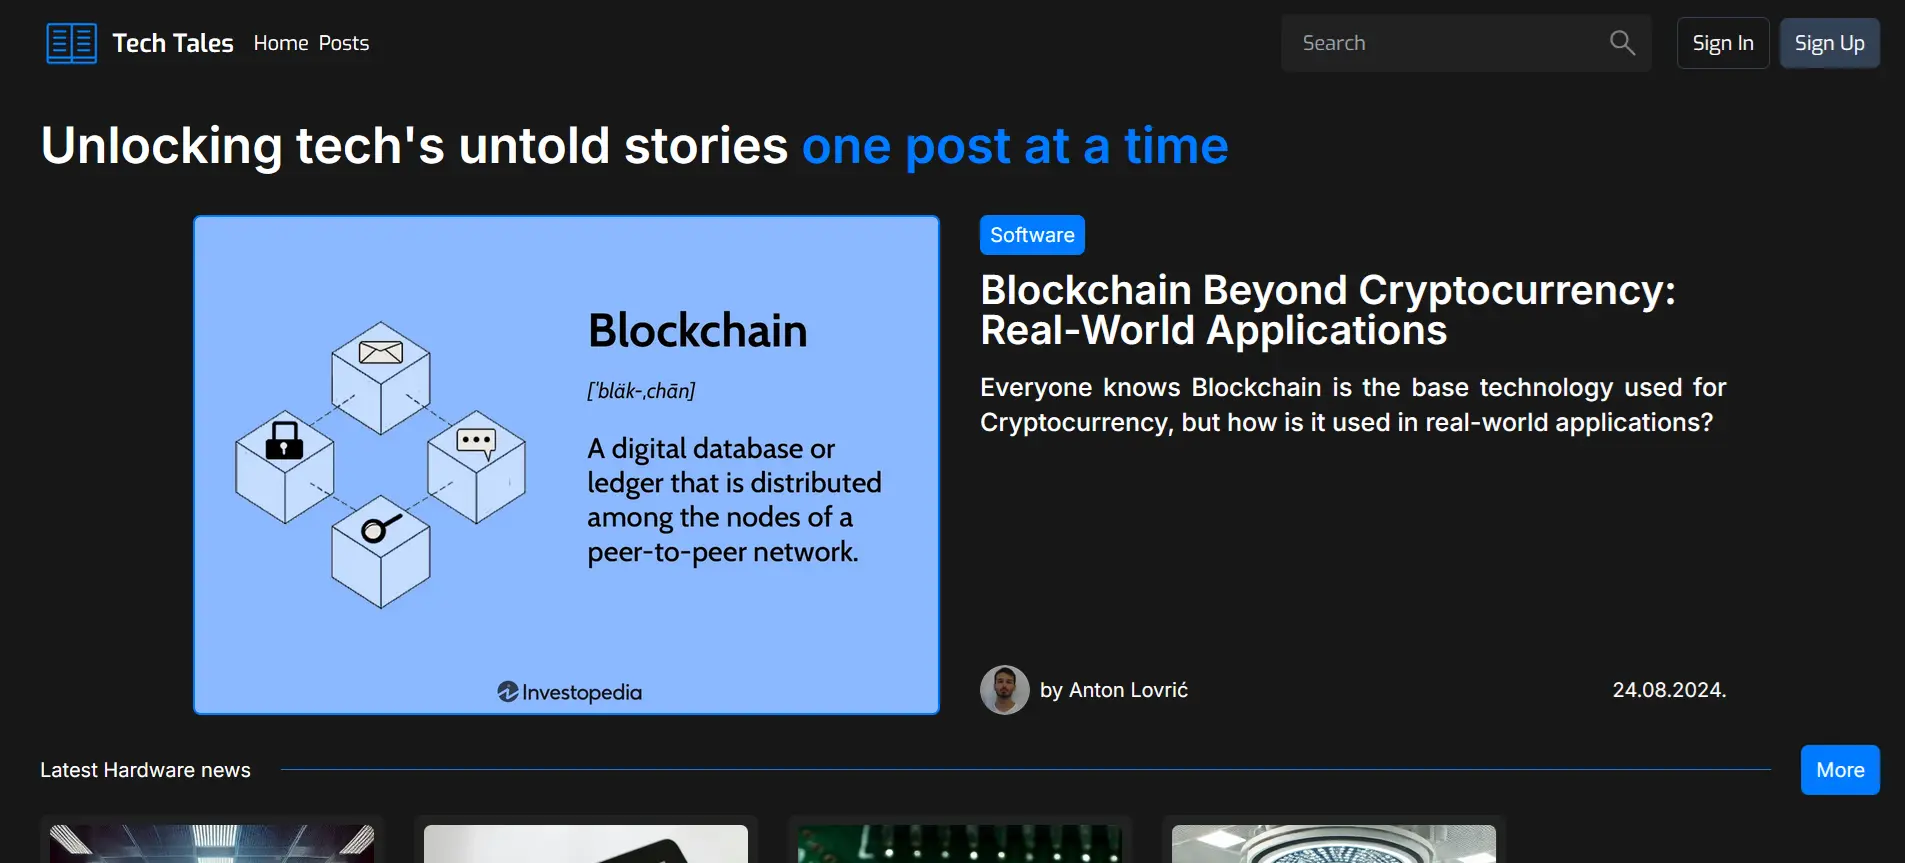 Tech Tales Home Posts
Search
Sign In
Sign Up
Unlocking tech's untold stories one post at a time
Blockchain
['bläk-,chān]
A digital database or
ledger that is distributed
among the nodes of a
peer-to-peer network.
Investopedia
Software
Blockchain Beyond Cryptocurrency:
Real-World Applications
Everyone knows Blockchain is the base technology used for
Cryptocurrency, but how is it used in real-world applications?
by Anton Lovrić
24.08.2024.
Latest Hardware news
More